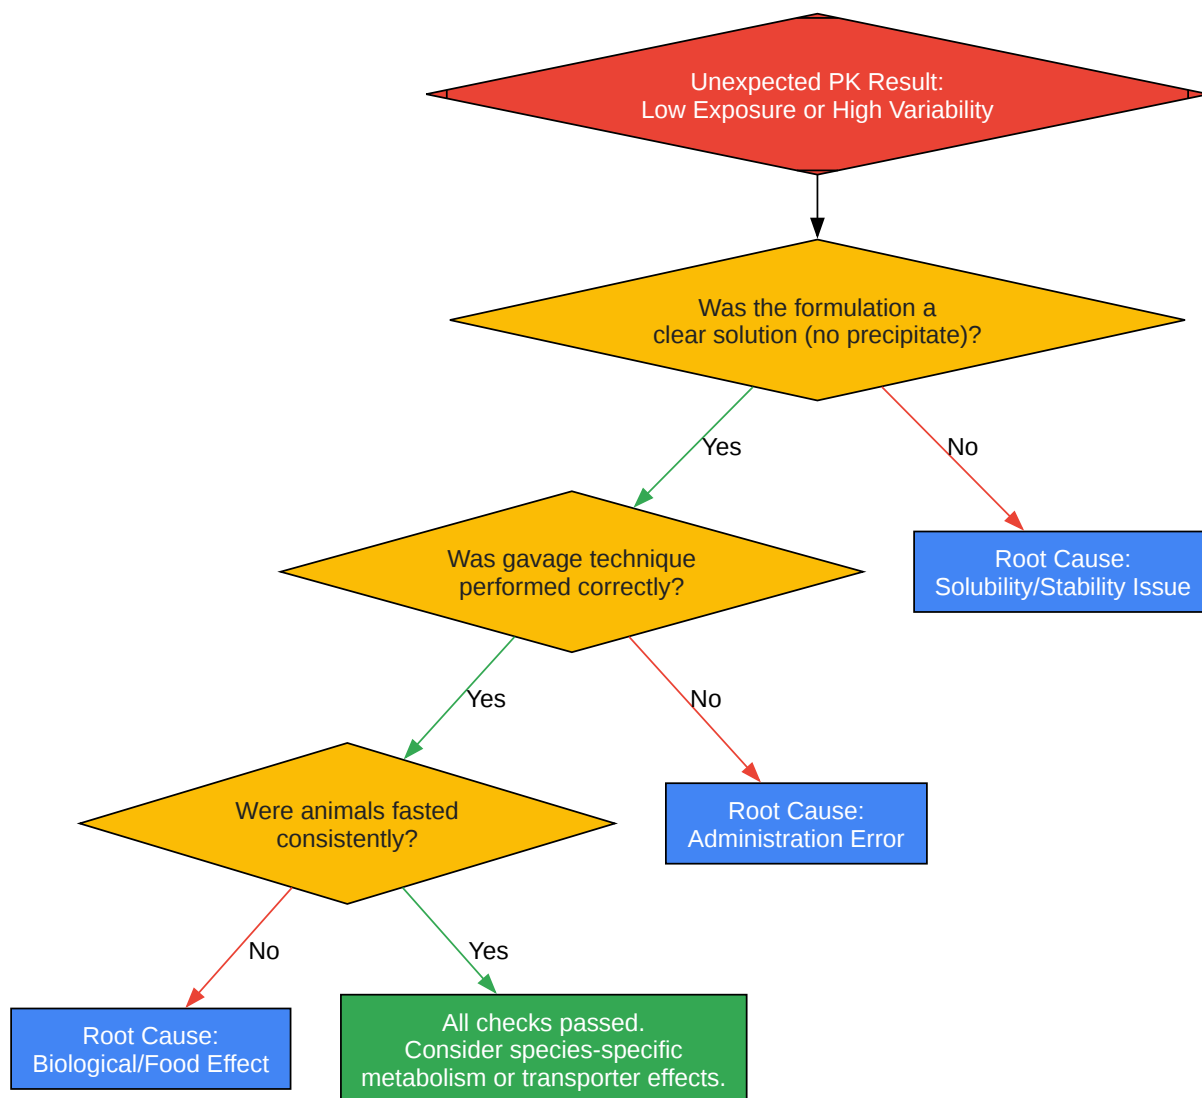 Unexpected PK Result:
Low Exposure or High Variability
Was the formulation a
clear solution (no precipitate)?
Yes
No
Was gavage technique
performed correctly?
Root Cause:
Solubility/Stability Issue
Yes
No
Were animals fasted
consistently?
Root Cause:
Administration Error
No
Yes
Root Cause:
Biological/Food Effect
All checks passed.
Consider species-specific
metabolism or transporter effects.